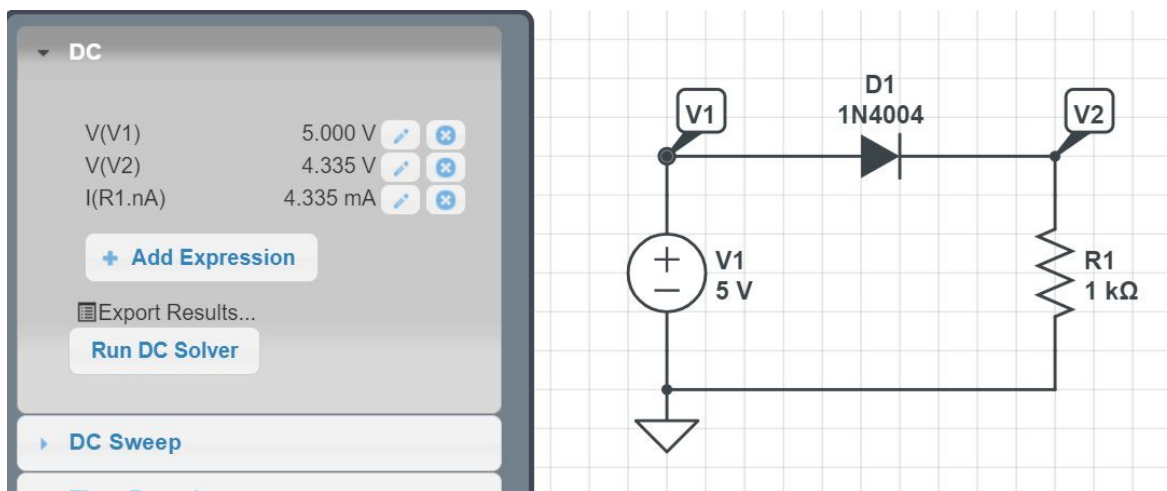 DC
V(V1) 5.000 V
V(V2) 4.335 V
I(R1.nA) 4.335 mA
+ Add Expression
Export Results...
Run DC Solver
DC Sweep
D1
1N4004
V1
V2
+
V1
5 V
R1
1 kΩ